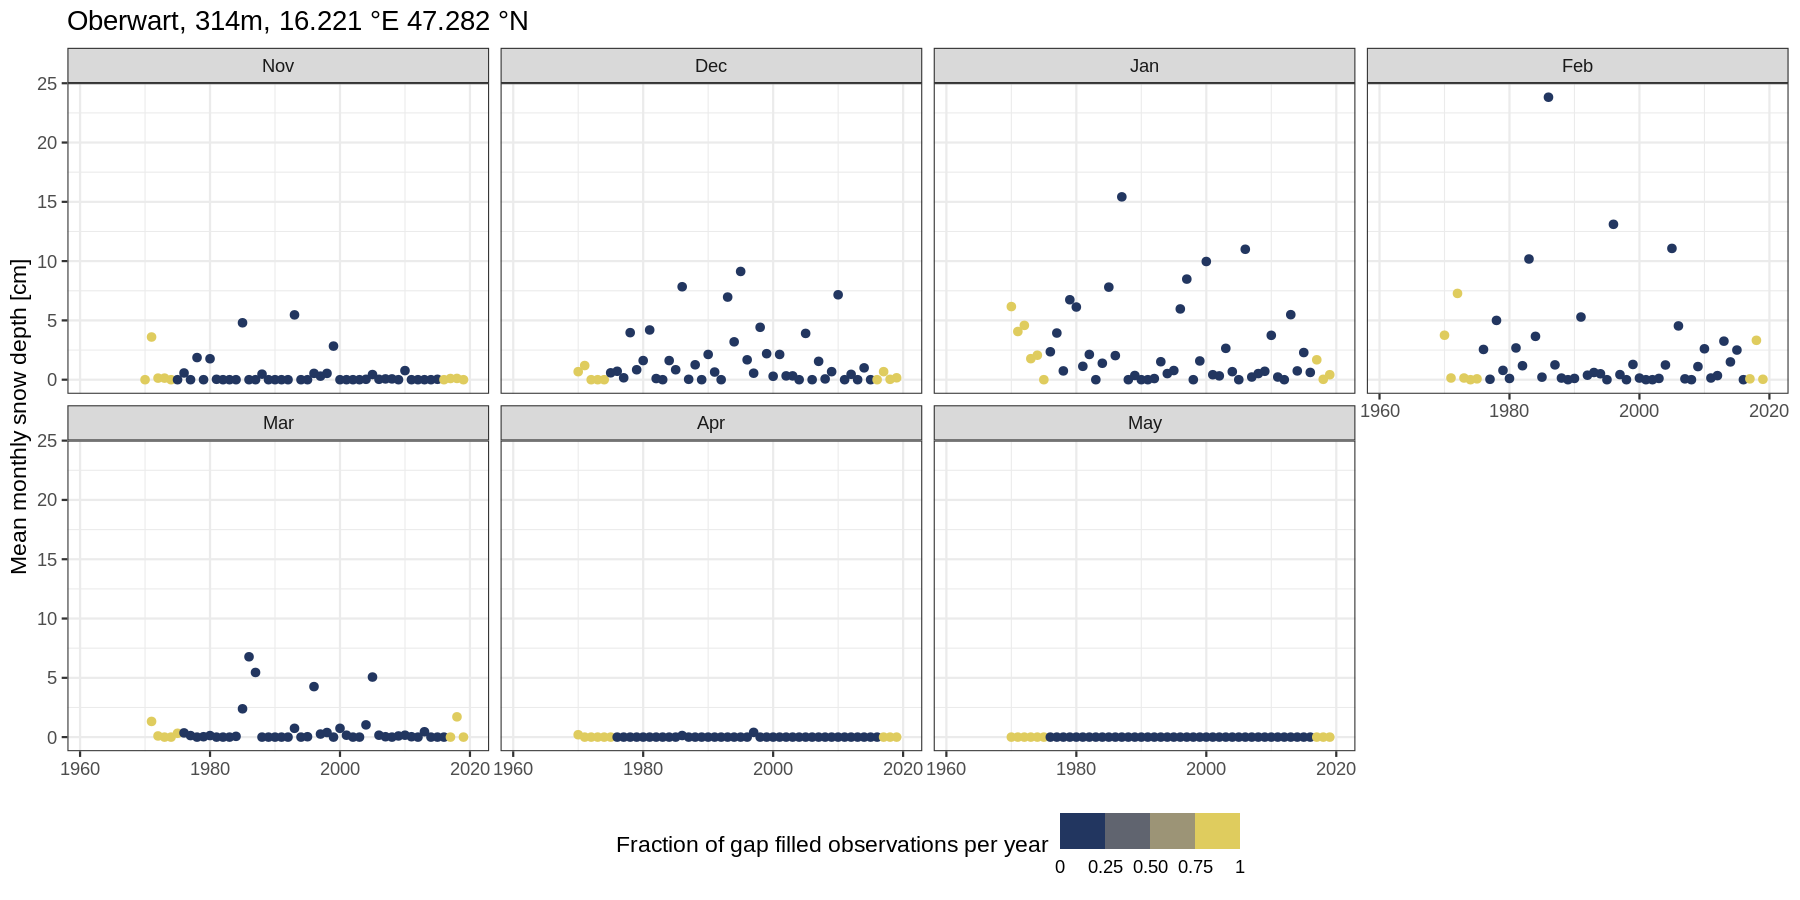 Oberwart, 314m, 16.221 °E 47.282 °N
Nov Dec Jan Feb
25
20
15
10
5
0
1960 1980 2000 2020
Mean monthly snow depth [cm]
Mar Apr May
25
20
15
10
5
0
1960 1980 2000 2020 1960 1980 2000 2020 1960 1980 2000 2020
Fraction of gap filled observations per year
0 0.25 0.50 0.75 1